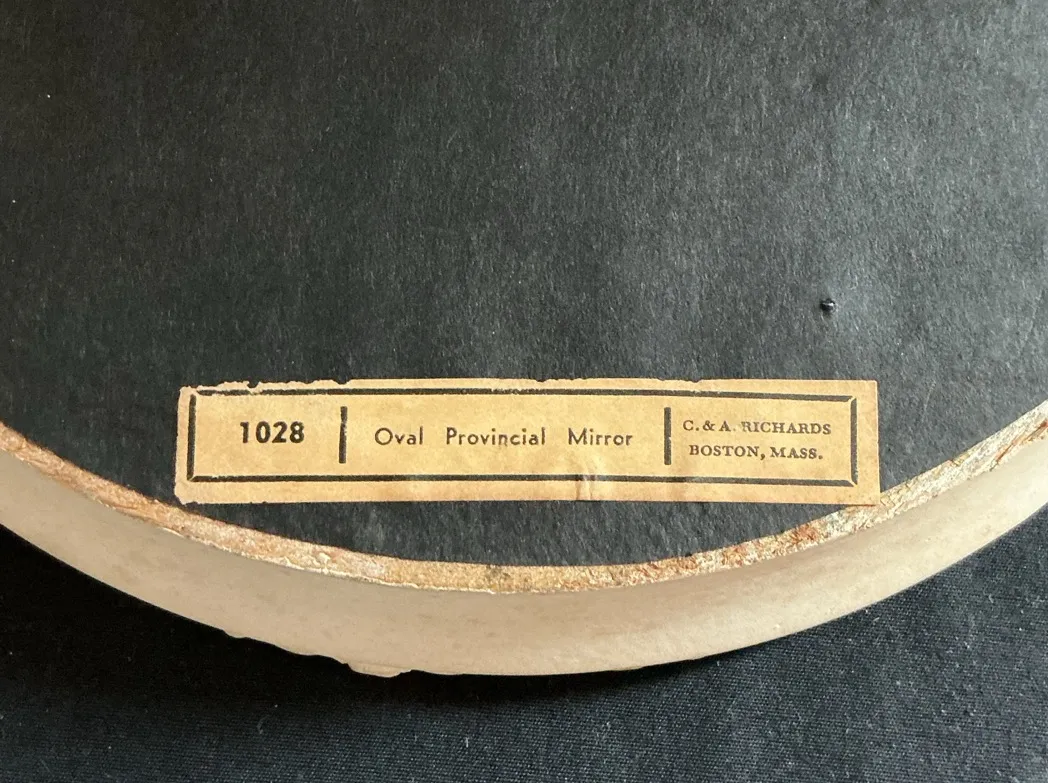 1028
Oval Provincial Mirror
C. & A. RICHARDS
BOSTON, MASS.